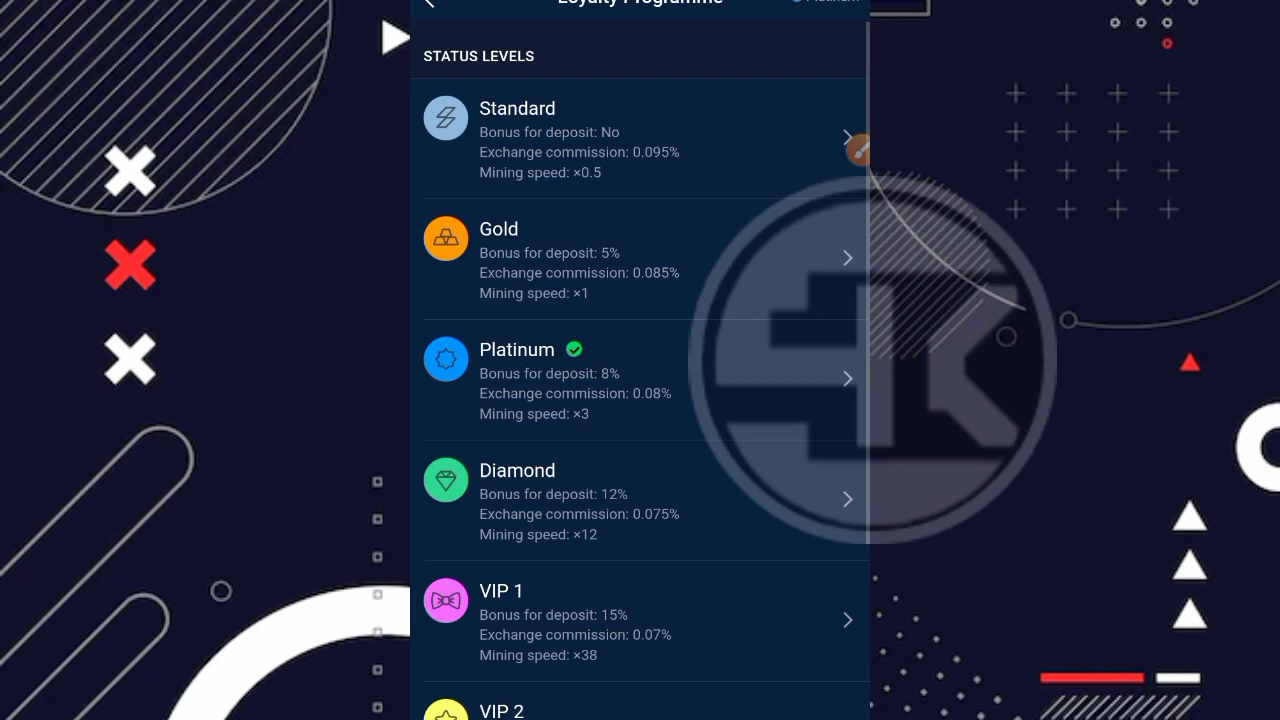 Loyalty Programme
Platinum
STATUS LEVELS
Standard
Bonus for deposit: No
Exchange commission: 0.095%
Mining speed: ×0.5
Gold
Bonus for deposit: 5%
Exchange commission: 0.085%
Mining speed: ×1
Platinum
Bonus for deposit: 8%
Exchange commission: 0.08%
Mining speed: ×3
Diamond
Bonus for deposit: 12%
Exchange commission: 0.075%
Mining speed: ×12
VIP 1
Bonus for deposit: 15%
Exchange commission: 0.07%
Mining speed: ×38
VIP 2